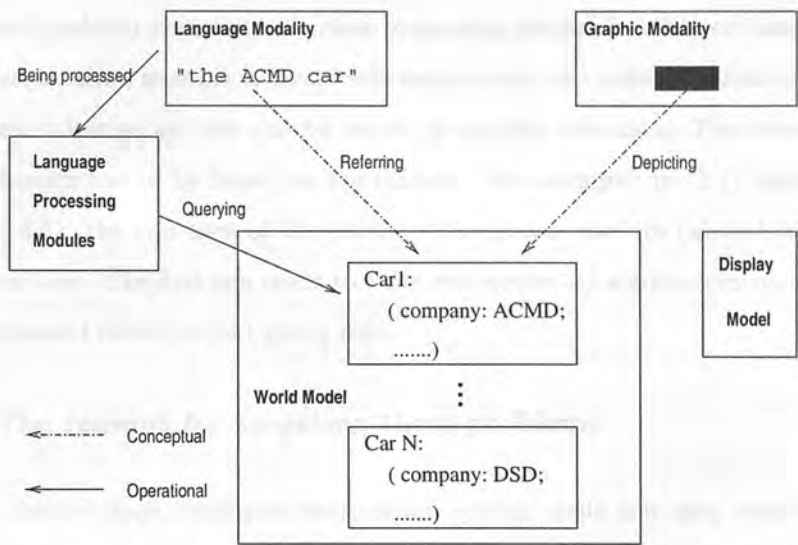 Language Modality
"the ACMD car"
Graphic Modality
Being processed
Language
Processing
Modules
Referring
Depicting
Querying
Car1:
( company: ACMD;
.......)
Display
Model
World Model
Car N:
( company: DSD;
.......)
Conceptual
Operational